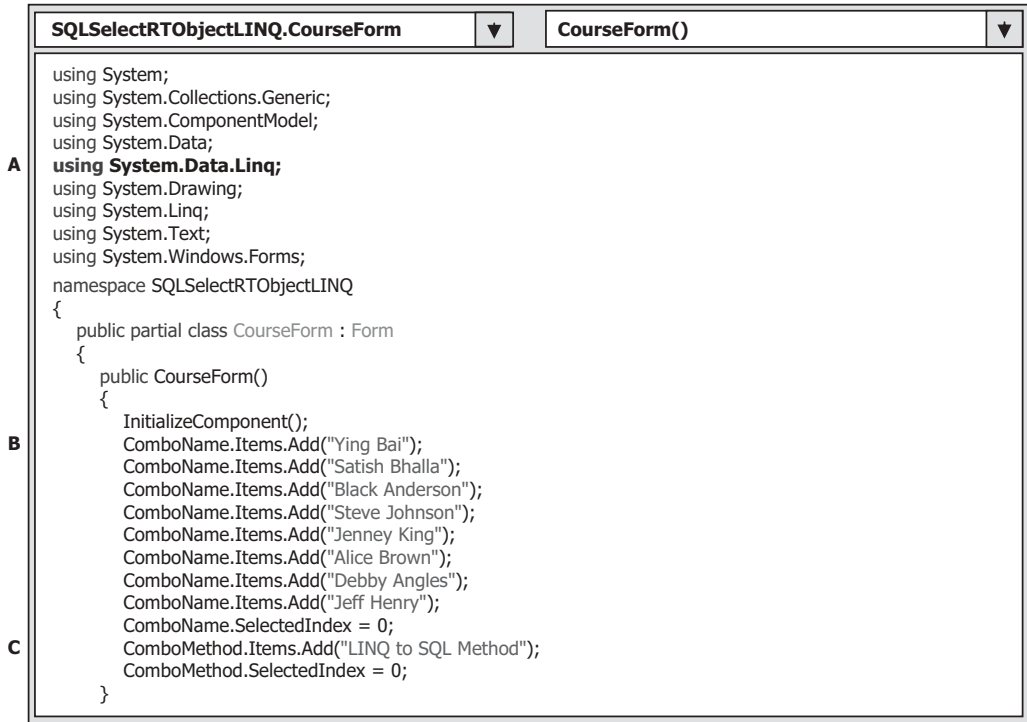 SQLSelectRTObjectLINQ.CourseForm CourseForm()
using System;
using System.Collections.Generic;
using System.ComponentModel;
using System.Data;
A using System.Data.Linq;
using System.Drawing;
using System.Linq;
using System.Text;
using System.Windows.Forms;
namespace SQLSelectRTObjectLINQ
{
public partial class CourseForm : Form
{
public CourseForm()
{
InitializeComponent();
B ComboName.Items.Add("Ying Bai");
ComboName.Items.Add("Satish Bhalla");
ComboName.Items.Add("Black Anderson");
ComboName.Items.Add("Steve Johnson");
ComboName.Items.Add("Jenney King");
ComboName.Items.Add("Alice Brown");
ComboName.Items.Add("Debby Angles");
ComboName.Items.Add("Jeff Henry");
ComboName.SelectedIndex = 0;
C ComboMethod.Items.Add("LINQ to SQL Method");
ComboMethod.SelectedIndex = 0;
}